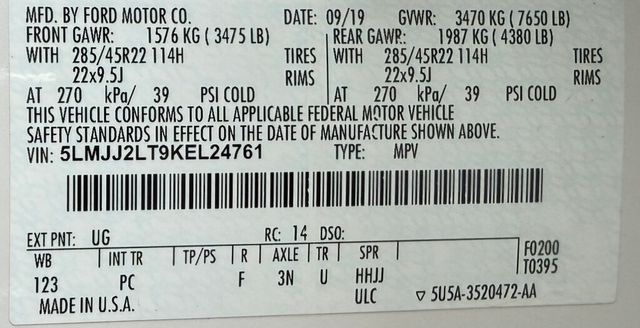 MFD. BY FORD MOTOR CO. DATE: 09/19 GVWR: 3470 KG ( 7650 LB)
FRONT GAWR: 1576 KG ( 3475 LB) REAR GAWR: 1987 KG ( 4380 LB)
WITH 285/45R22 114H TIRES WITH 285/45R22 114H TIRES
22x9.5J RIMS 22x9.5J RIMS
AT 270 kPa/ 39 PSI COLD AT 270 kPa/ 39 PSI COLD
THIS VEHICLE CONFORMS TO ALL APPLICABLE FEDERAL MOTOR VEHICLE
SAFETY STANDARDS IN EFFECT ON THE DATE OF MANUFACTURE SHOWN ABOVE.
VIN: 5LMJJ2LT9KEL24761 TYPE: MPV
EXT PNT: UG RC: 14 DSO:
WB INT TR TP/PS R AXLE TR SPR F0200
123 PC F 3N U HHJJ T0395
ULC
MADE IN U.S.A. ▽ 5U5A-3520472-AA